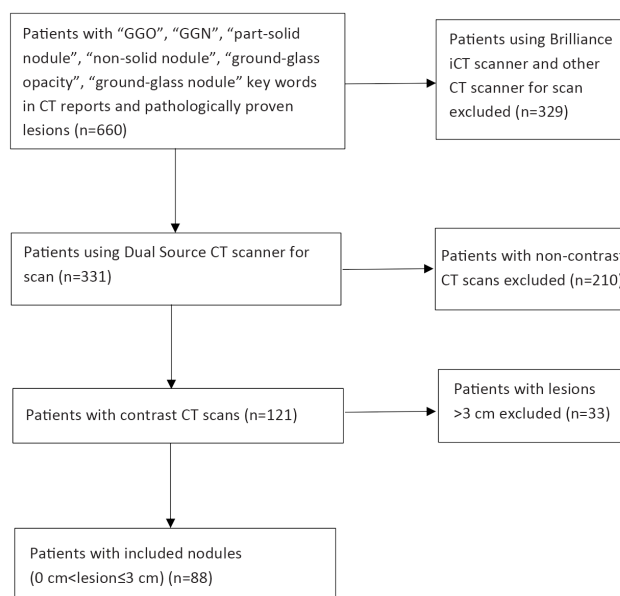 Patients with “GGO”, “GGN”, “part-solid
nodule”, “non-solid nodule”, “ground-glass
opacity”, “ground-glass nodule” key words
in CT reports and pathologically proven
lesions (n=660)
Patients using Brilliance
iCT scanner and other
CT scanner for scan
excluded (n=329)
Patients using Dual Source CT scanner for
scan (n=331)
Patients with non-contrast
CT scans excluded (n=210)
Patients with contrast CT scans (n=121)
Patients with lesions
>3 cm excluded (n=33)
Patients with included nodules
(0 cm<lesion≤3 cm) (n=88)